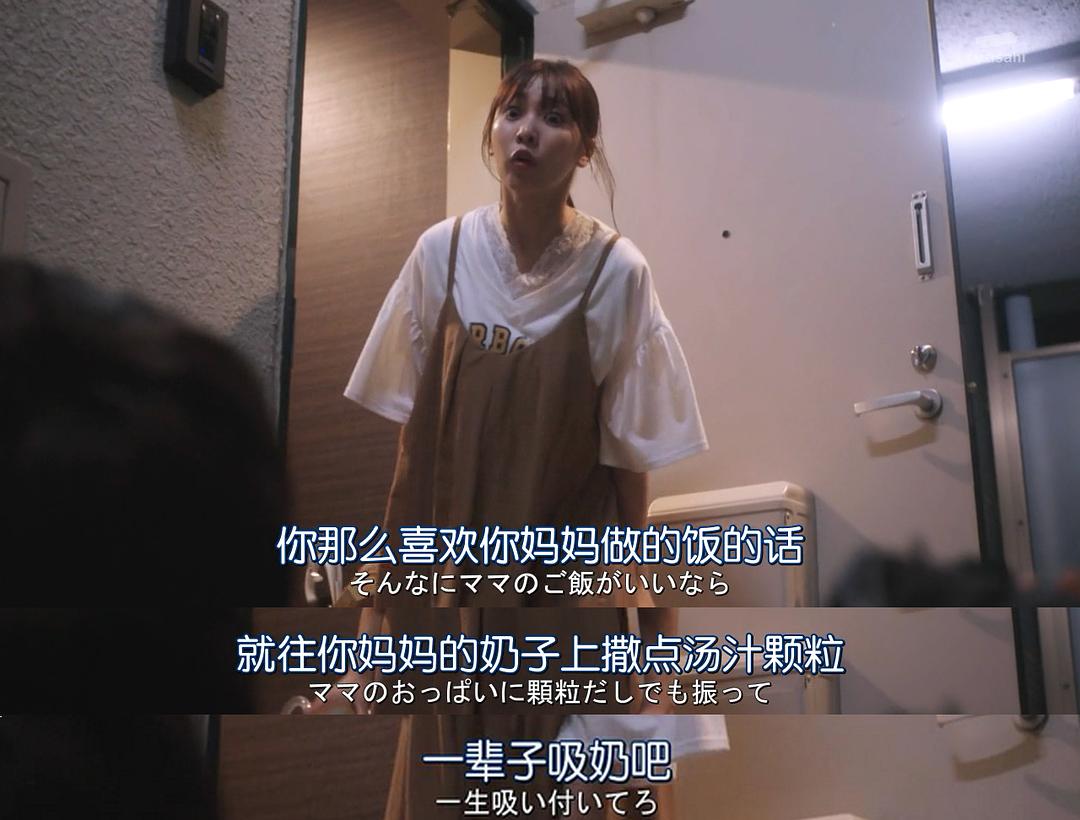 你那么喜欢你妈妈做的饭的话
そんなにママのご飯がいいなら
就往你妈妈的奶子上撒点汤汁颗粒
ママのおっぱいに顆粒だしでも振って
一辈子吸奶吧
一生吸い付いてろ